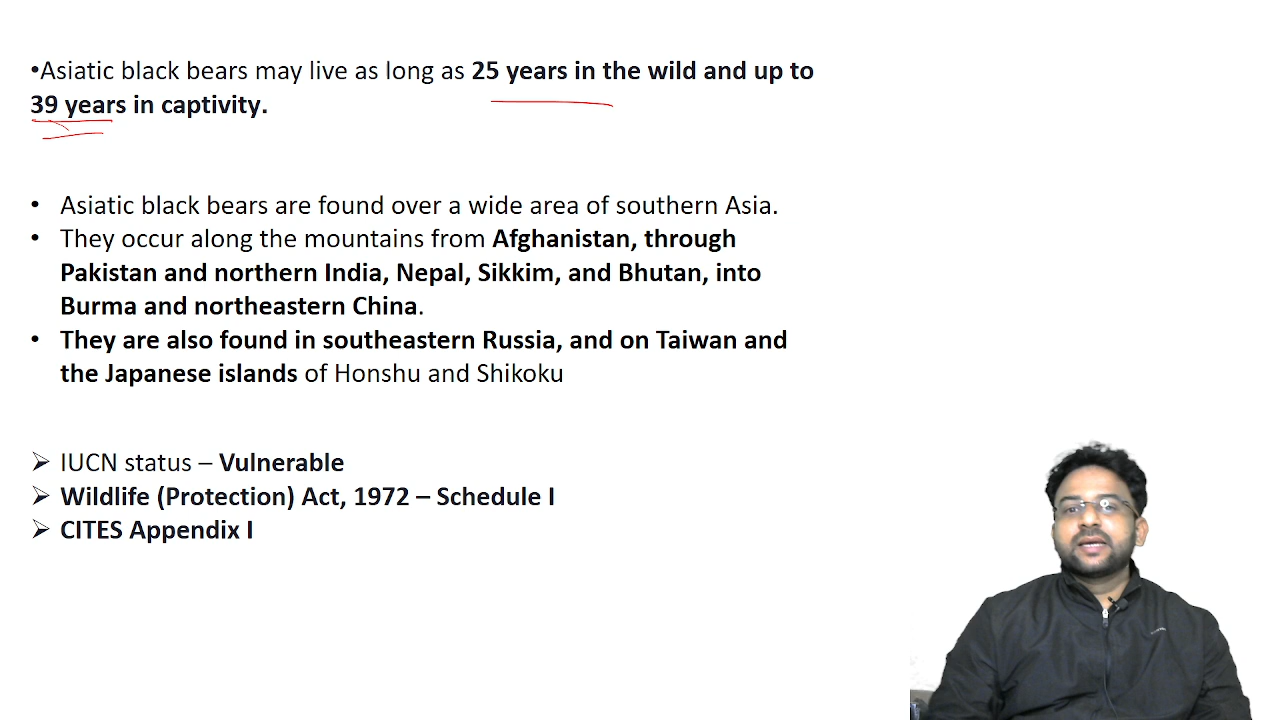 •Asiatic black bears may live as long as 25 years in the wild and up to
39 years in captivity.
• Asiatic black bears are found over a wide area of southern Asia.
• They occur along the mountains from Afghanistan, through
Pakistan and northern India, Nepal, Sikkim, and Bhutan, into
Burma and northeastern China.
• They are also found in southeastern Russia, and on Taiwan and
the Japanese islands of Honshu and Shikoku
➢ IUCN status – Vulnerable
➢ Wildlife (Protection) Act, 1972 – Schedule I
➢ CITES Appendix I